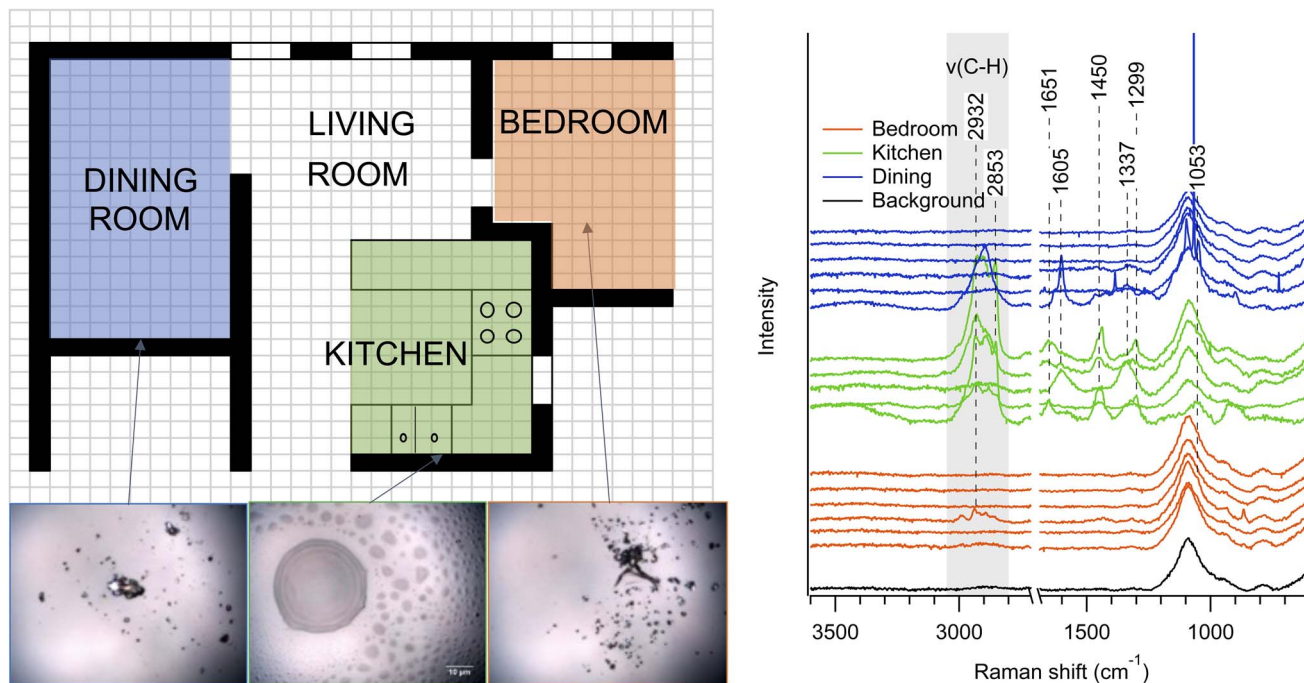 DINING
ROOM
LIVING
ROOM
BEDROOM
KITCHEN
10 µm
ν(C-H)
2932
2853
1651
1605
1450
1337
1299
1053
Bedroom
Kitchen
Dining
Background
Intensity
3500
3000
1500
1000
Raman shift (cm⁻¹)